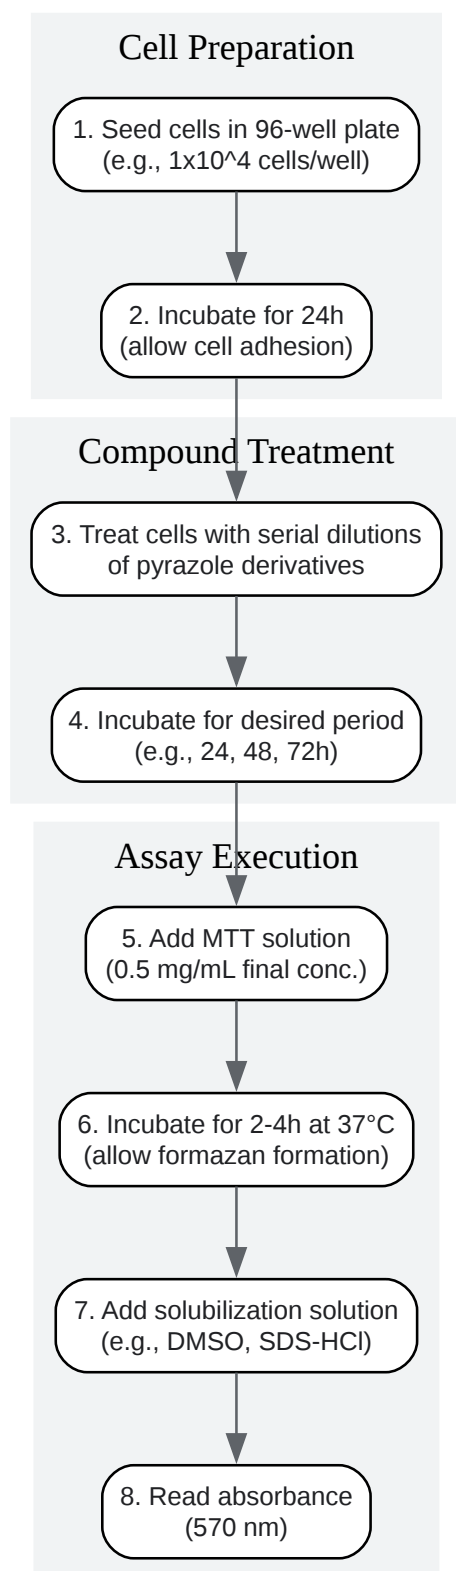 Cell Preparation
1. Seed cells in 96-well plate
(e.g., 1x10^4 cells/well)
2. Incubate for 24h
(allow cell adhesion)
Compound Treatment
3. Treat cells with serial dilutions
of pyrazole derivatives
4. Incubate for desired period
(e.g., 24, 48, 72h)
Assay Execution
5. Add MTT solution
(0.5 mg/mL final conc.)
6. Incubate for 2-4h at 37°C
(allow formazan formation)
7. Add solubilization solution
(e.g., DMSO, SDS-HCl)
8. Read absorbance
(570 nm)